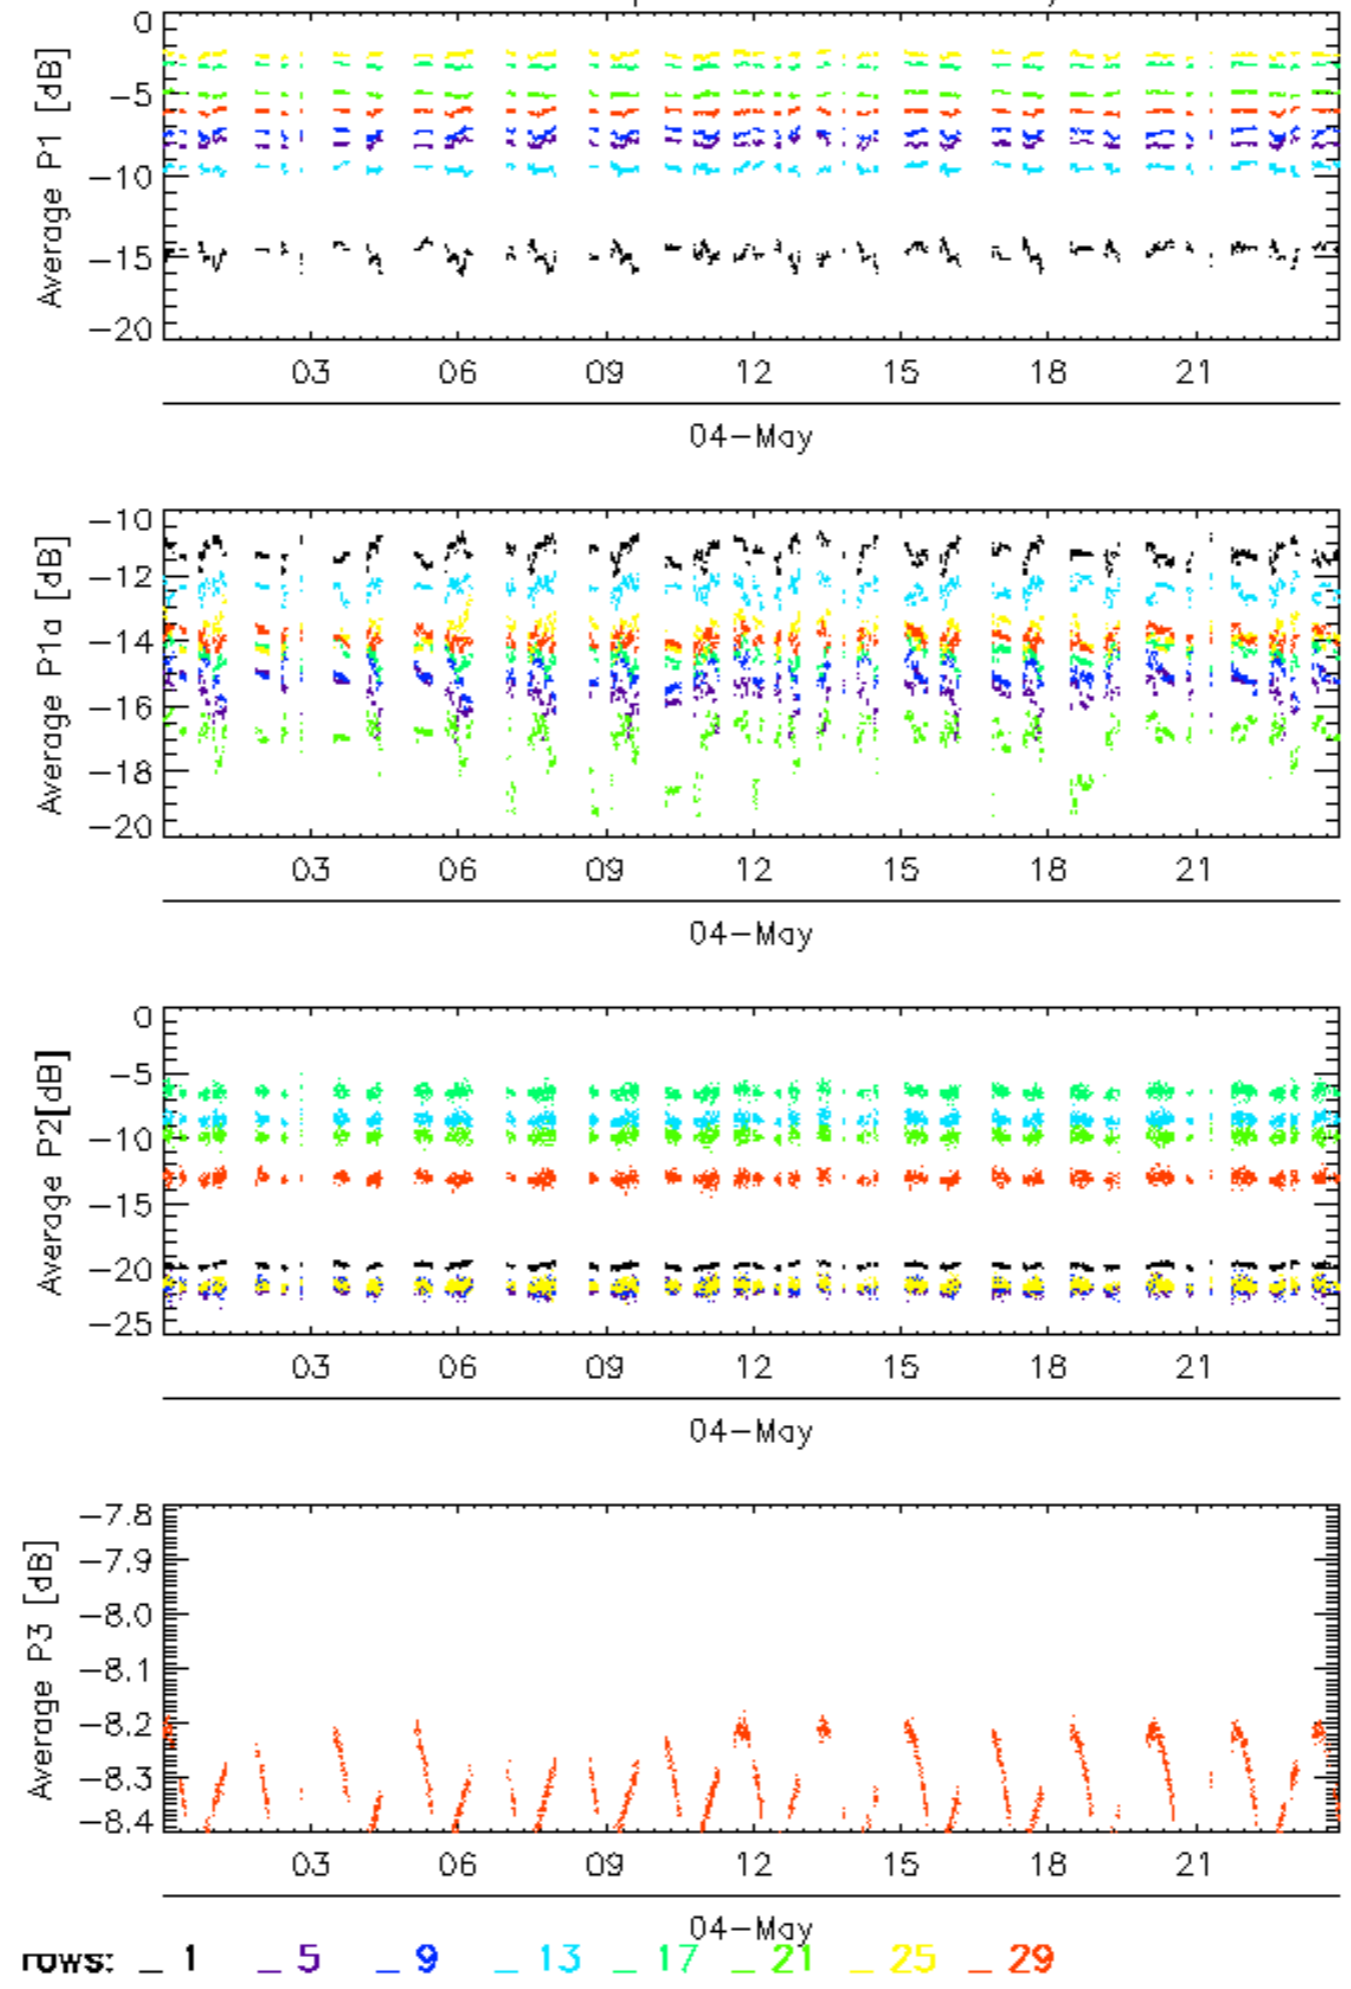 Average P1 [dB]
0
−5
−10
−15
−20
03 06 09 12 15 18 21
04−May
Average P1a [dB]
−10
−12
−14
−16
−18
−20
03 06 09 12 15 18 21
04−May
Average P2[dB]
0
−5
−10
−15
−20
−25
03 06 09 12 15 18 21
04−May
Average P3 [dB]
−7.8
−7.9
−8.0
−8.1
−8.2
−8.3
−8.4
03 06 09 12 15 18 21
04−May
rows: _ 1 _ 5 _ 9 _ 13 _ 17 _ 21 _ 25 _ 29